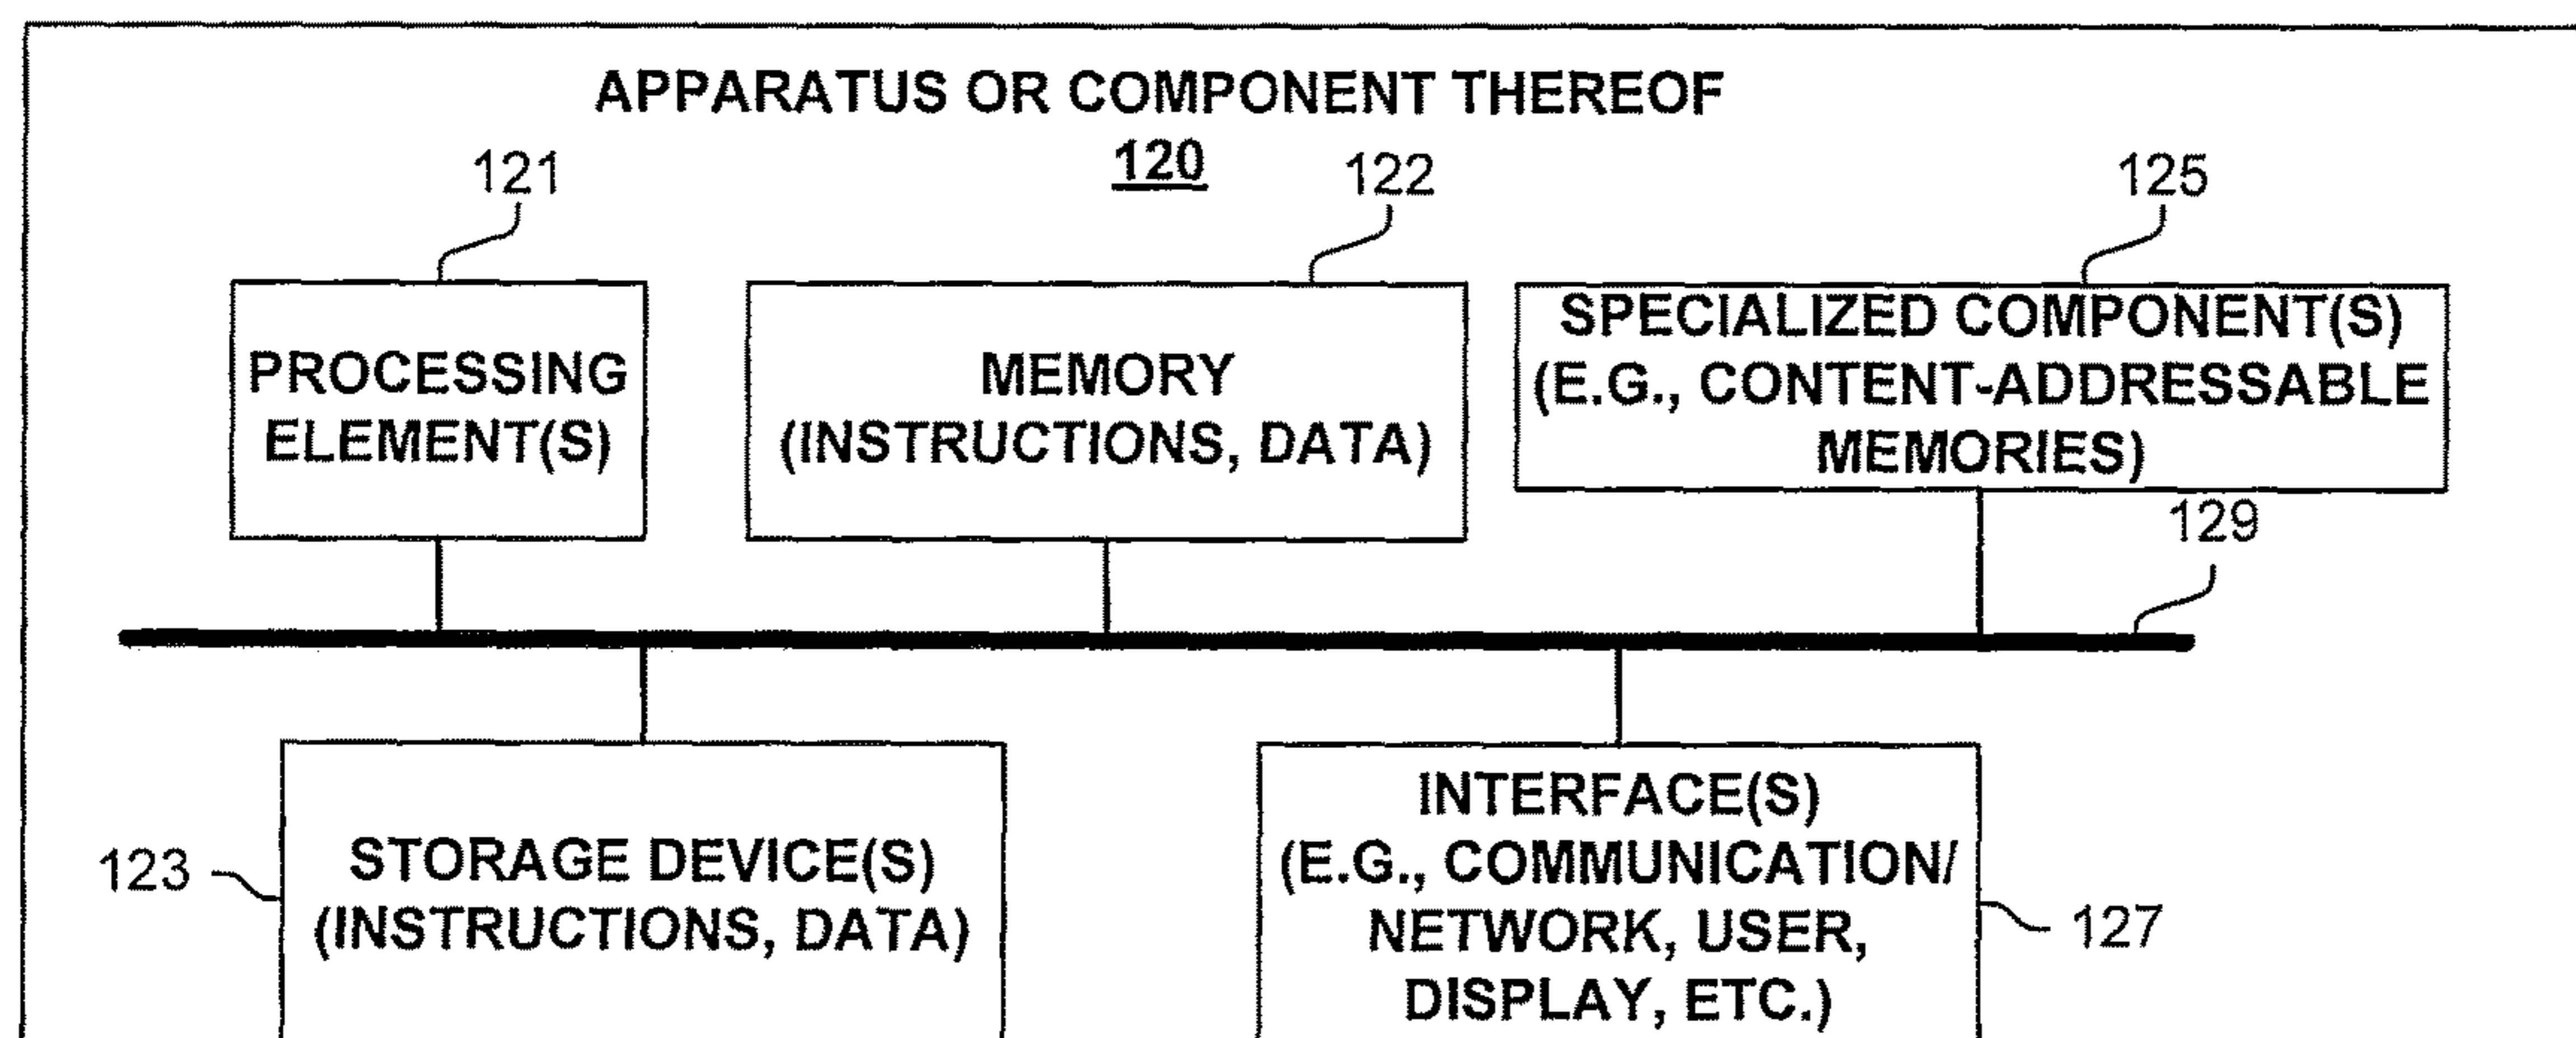 APPARATUS OR COMPONENT THEREOF
120
121
122
125
PROCESSING
ELEMENT(S)
MEMORY
(INSTRUCTIONS, DATA)
SPECIALIZED COMPONENT(S)
(E.G., CONTENT-ADDRESSABLE
MEMORIES)
129
123
STORAGE DEVICE(S)
(INSTRUCTIONS, DATA)
INTERFACE(S)
(E.G., COMMUNICATION/
NETWORK, USER,
DISPLAY, ETC.)
127